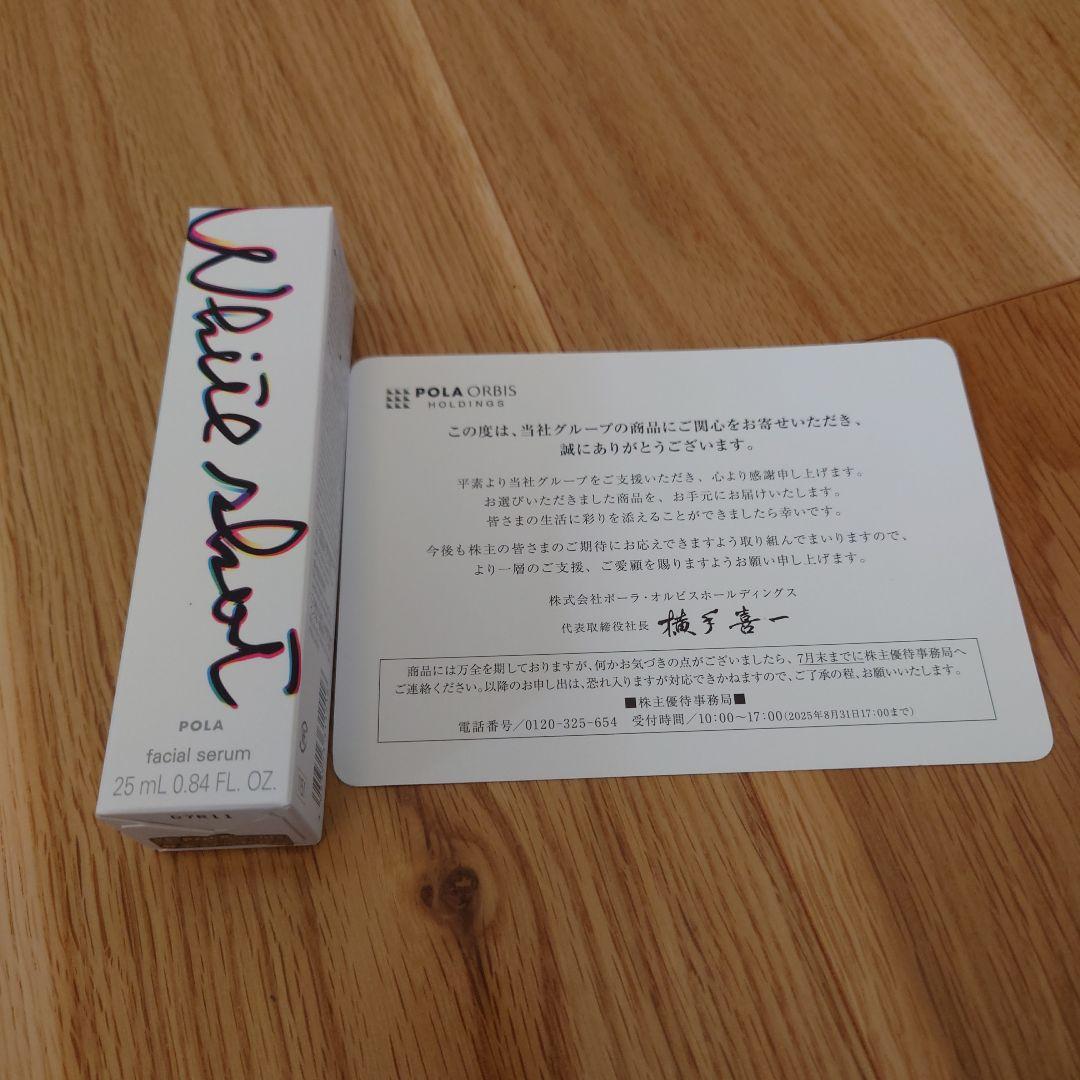 White shot
POLA
facial serum
25 mL 0.84 FL. OZ.
POLA ORBIS
HOLDINGS
この度は、当社グループの商品にご関心をお寄せいただき、
誠にありがとうございます。
平素より当社グループをご支援いただき、心より感謝申し上げます。
お選びいただきました商品を、お手元にお届けいたします。
皆さまの生活に彩りを添えることができましたら幸いです。
今後も株主の皆さまのご期待にお応えできますよう取り組んでまいりますので、
より一層のご支援、ご愛顧を賜りますようお願い申し上げます。
株式会社ポーラ・オルビスホールディングス
代表取締役社長 横手喜一
商品には万全を期しておりますが、何かお気づきの点がございましたら、7月末までに株主優待事務局へ
ご連絡ください。以降のお申し出は、恐れ入りますが対応できかねますので、ご了承の程、お願いいたします。
■株主優待事務局■
電話番号/0120-325-654 受付時間/10:00～17:00(2025年8月31日17:00まで)